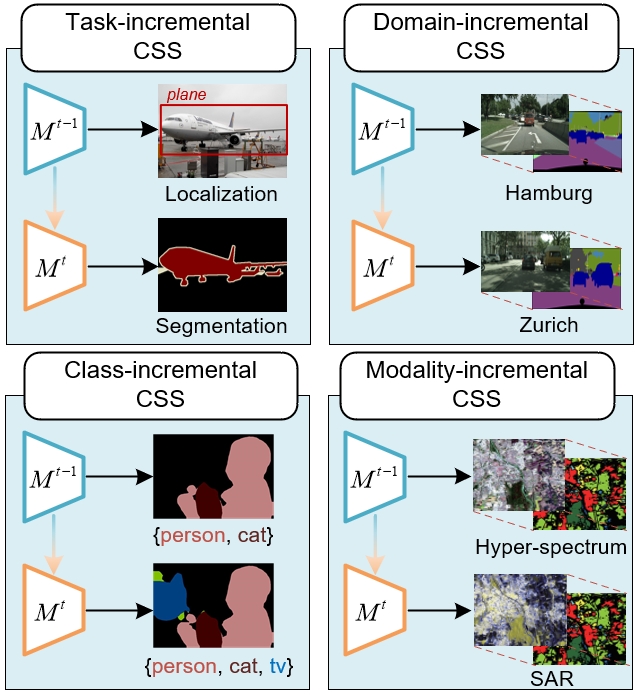 Task-incremental
CSS
M^{t-1}
plane
Localization
M^t
Segmentation
Domain-incremental
CSS
M^{t-1}
Hamburg
M^t
Zurich
Class-incremental
CSS
M^{t-1}
{person, cat}
M^t
{person, cat, tv}
Modality-incremental
CSS
M^{t-1}
Hyper-spectrum
M^t
SAR